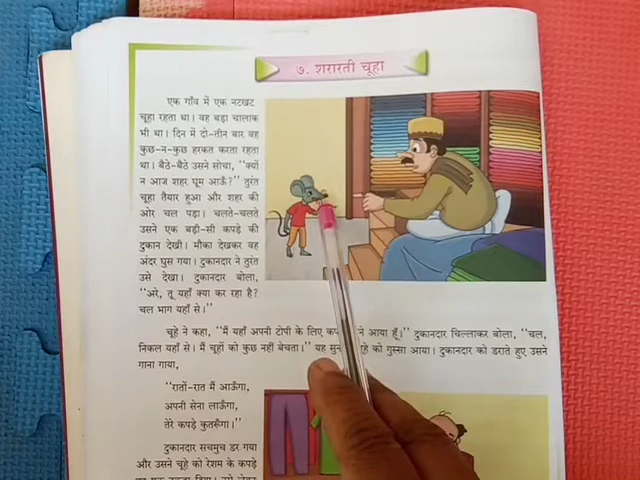 ७. शरारती चूहा
एक गाँव में एक नटखट
चूहा रहता था। वह बड़ा चालाक
भी था। दिन में दो-तीन बार वह
कुछ-न-कुछ हरकत करता रहता
था। बैठे-बैठे उसने सोचा, “क्यों
न आज शहर घूम आऊँ?” तुरंत
चूहा तैयार हुआ और शहर की
ओर चल पड़ा। चलते-चलते
उसने एक बड़ी-सी कपड़े की
दुकान देखी। मौका देखकर वह
अंदर घुस गया। दुकानदार ने तुरंत
उसे देखा। दुकानदार बोला,
“अरे, तू यहाँ क्या कर रहा है?
चल भाग यहाँ से।”
चूहे ने कहा, “मैं यहाँ अपनी टोपी के लिए ने आया हूँ।” दुकानदार चिल्लाकर बोला, “चल,
निकल यहाँ से। मैं चूहों को कुछ नहीं बेचता।” यह को गुस्सा आया। दुकानदार को डराते हुए उसने
गाना गाया,
“रातों-रात मैं आऊँगा,
अपनी सेना लाऊँगा,
तेरे कपड़े कुतरूँगा।”
दुकानदार सचमुच डर गया
और उसने चूहे को रेशम के कपड़े